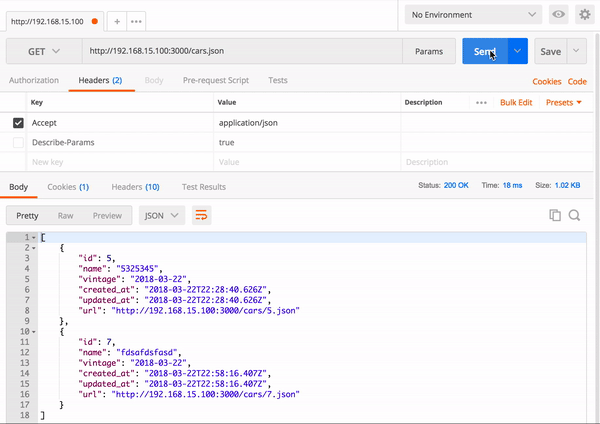 http://192.168.15.100
+
•••
No Environment
GET
http://192.168.15.100:3000/cars.json
Params
Send
Save
Authorization
Headers (2)
Body
Pre-request Script
Tests
Cookies
Code
Key
Value
Description
•••
Bulk Edit
Presets
Accept
application/json
Describe-Params
true
New key
Value
Description
Body
Cookies (1)
Headers (10)
Test Results
Status: 200 OK
Time: 18 ms
Size: 1.02 KB
Pretty
Raw
Preview
JSON
1 [
2 {
3 "id": 5,
4 "name": "5325345",
5 "vintage": "2018-03-22",
6 "created_at": "2018-03-22T22:28:40.626Z",
7 "updated_at": "2018-03-22T22:28:40.626Z",
8 "url": "http://192.168.15.100:3000/cars/5.json"
9 },
10 {
11 "id": 7,
12 "name": "fdsafdsfasd",
13 "vintage": "2018-03-22",
14 "created_at": "2018-03-22T22:58:16.407Z",
15 "updated_at": "2018-03-22T22:58:16.407Z",
16 "url": "http://192.168.15.100:3000/cars/7.json"
17 }
18 ]